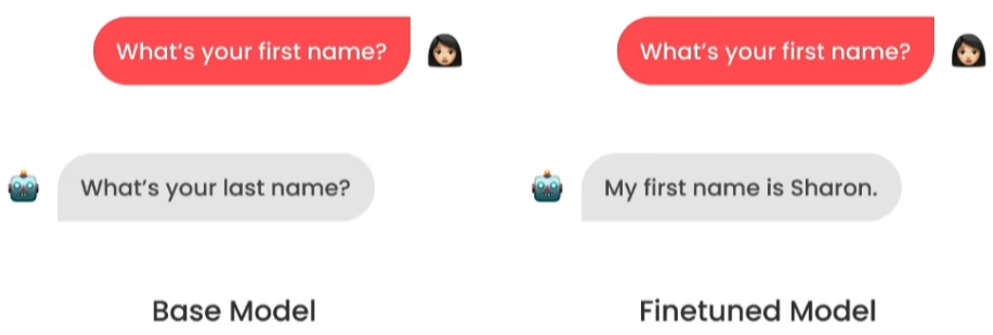 What’s your first name?
What’s your first name?
What’s your last name?
My first name is Sharon.
Base Model
Finetuned Model